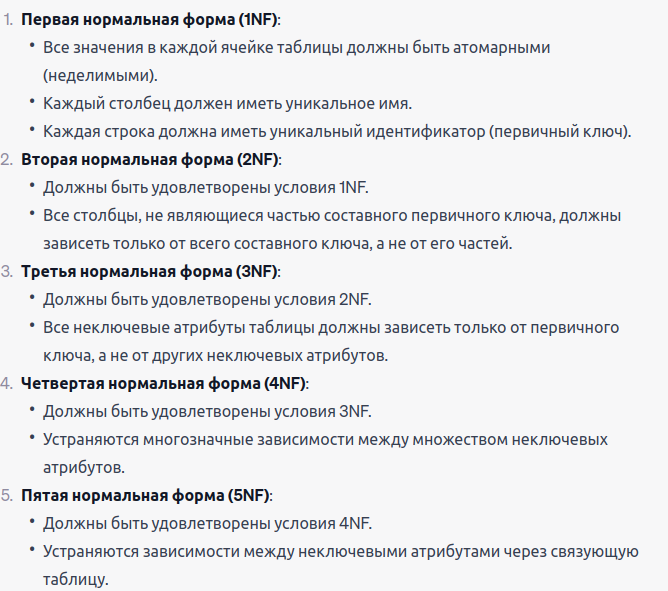 1. Первая нормальная форма (1NF):
• Все значения в каждой ячейке таблицы должны быть атомарными
(неделимыми).
• Каждый столбец должен иметь уникальное имя.
• Каждая строка должна иметь уникальный идентификатор (первичный ключ).
2. Вторая нормальная форма (2NF):
• Должны быть удовлетворены условия 1NF.
• Все столбцы, не являющиеся частью составного первичного ключа, должны
зависеть только от всего составного ключа, а не от его частей.
3. Третья нормальная форма (3NF):
• Должны быть удовлетворены условия 2NF.
• Все неключевые атрибуты таблицы должны зависеть только от первичного
ключа, а не от других неключевых атрибутов.
4. Четвертая нормальная форма (4NF):
• Должны быть удовлетворены условия 3NF.
• Устраняются многозначные зависимости между множеством неключевых
атрибутов.
5. Пятая нормальная форма (5NF):
• Должны быть удовлетворены условия 4NF.
• Устраняются зависимости между неключевыми атрибутами через связующую
таблицу.